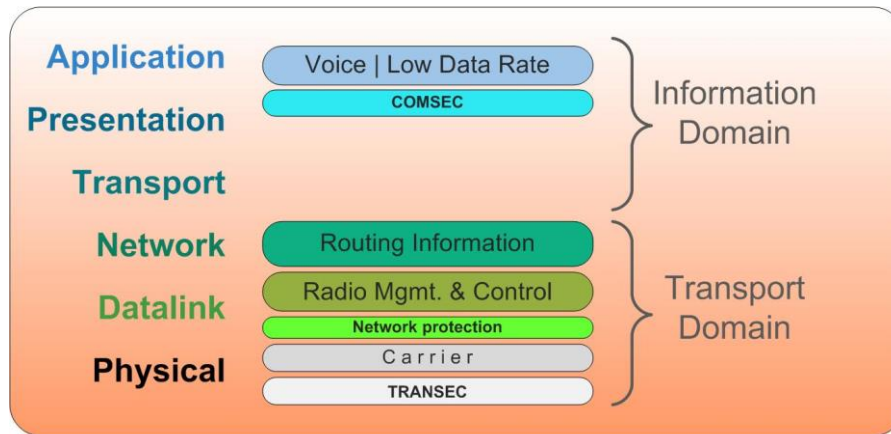 Application
Presentation
Transport
Network
Datalink
Physical
Voice | Low Data Rate
COMSEC
Routing Information
Radio Mgmt. & Control
Network protection
Carrier
TRANSEC
Information
Domain
Transport
Domain